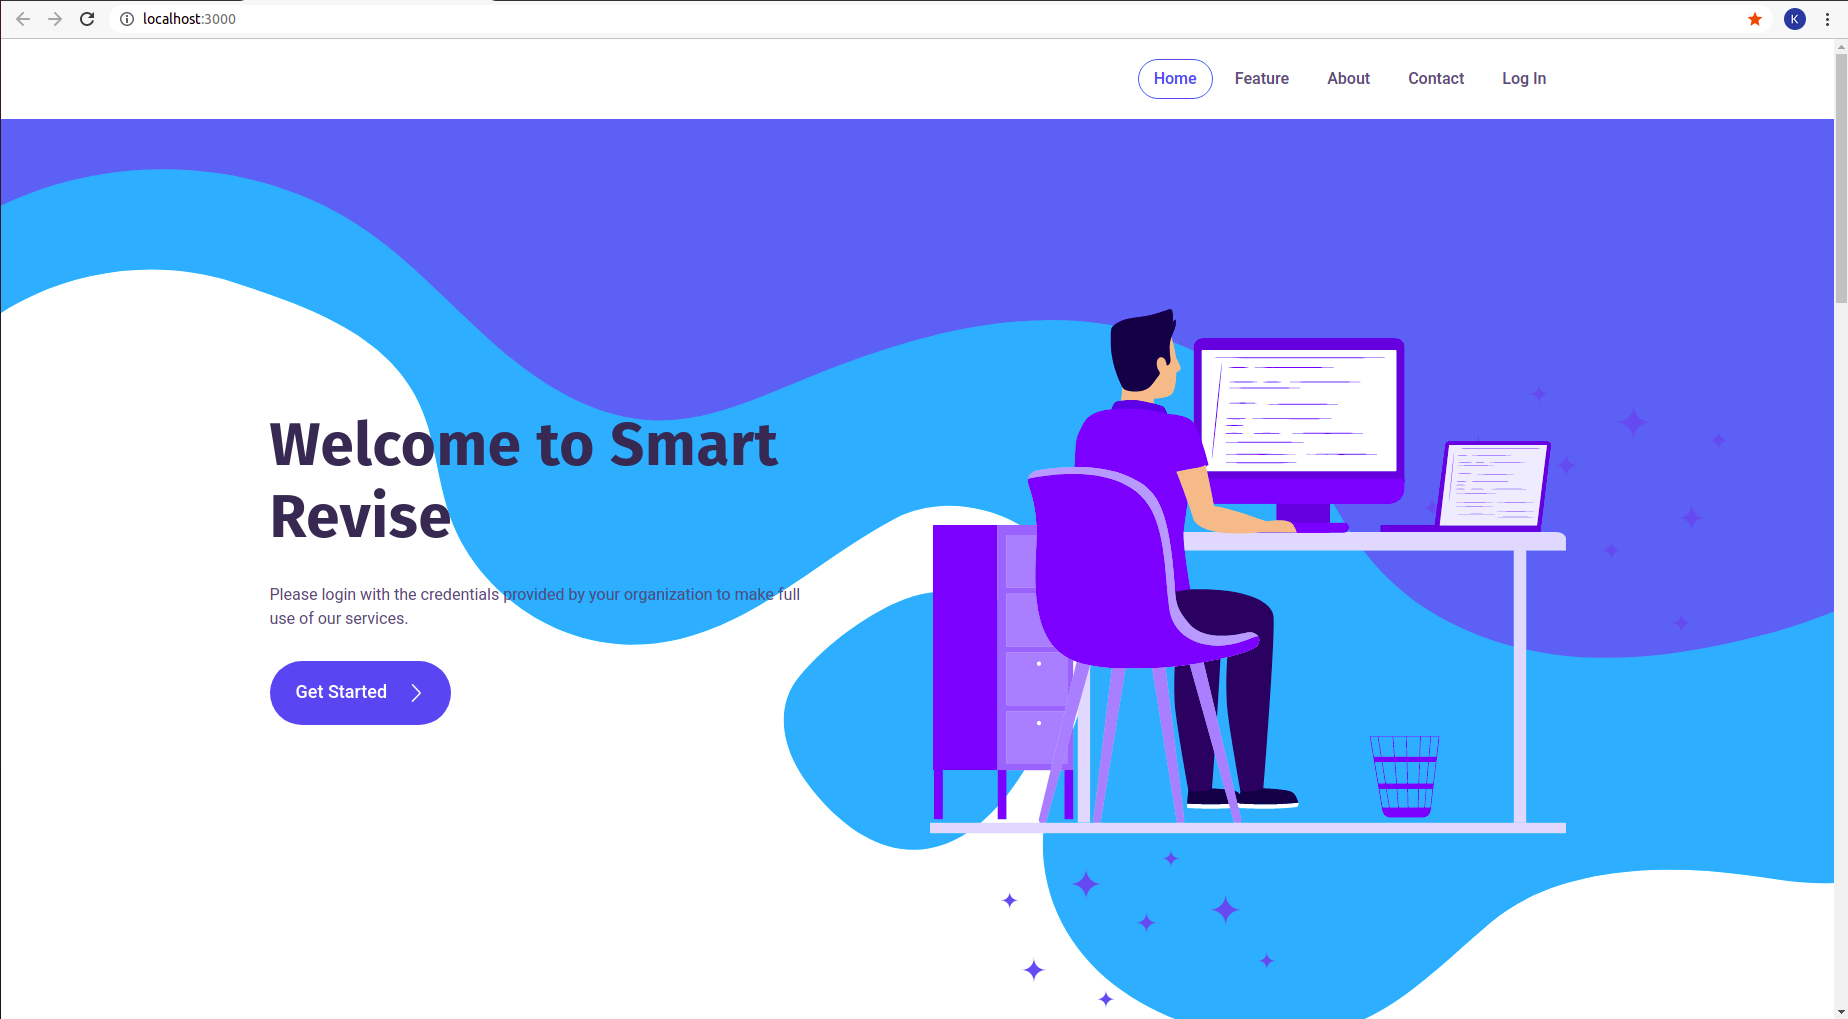 localhost:3000
K
Home Feature About Contact Log In
Welcome to Smart
Revise
Please login with the credentials provided by your organization to make full
use of our services.
Get Started